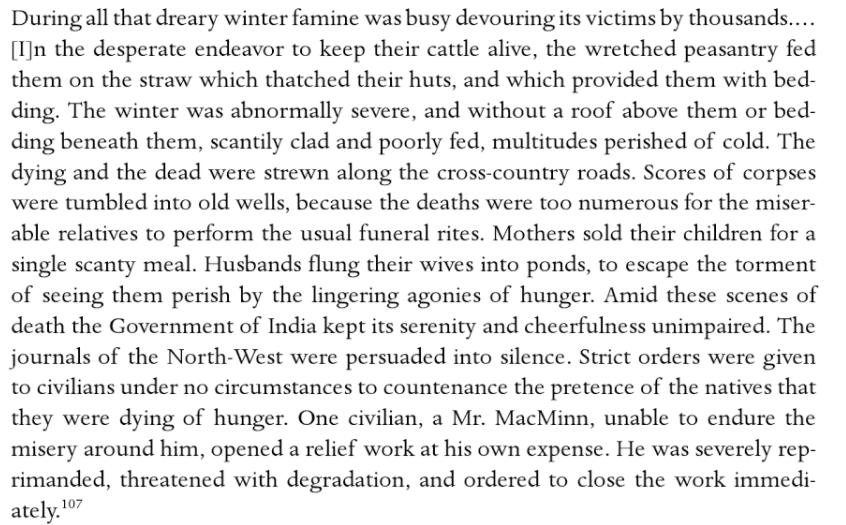 During all that dreary winter famine was busy devouring its victims by thousands.…
[I]n the desperate endeavor to keep their cattle alive, the wretched peasantry fed
them on the straw which thatched their huts, and which provided them with bed-
ding. The winter was abnormally severe, and without a roof above them or bed-
ding beneath them, scantily clad and poorly fed, multitudes perished of cold. The
dying and the dead were strewn along the cross-country roads. Scores of corpses
were tumbled into old wells, because the deaths were too numerous for the miser-
able relatives to perform the usual funeral rites. Mothers sold their children for a
single scanty meal. Husbands flung their wives into ponds, to escape the torment
of seeing them perish by the lingering agonies of hunger. Amid these scenes of
death the Government of India kept its serenity and cheerfulness unimpaired. The
journals of the North-West were persuaded into silence. Strict orders were given
to civilians under no circumstances to countenance the pretence of the natives that
they were dying of hunger. One civilian, a Mr. MacMinn, unable to endure the
misery around him, opened a relief work at his own expense. He was severely rep-
rimanded, threatened with degradation, and ordered to close the work immedi-
ately.107